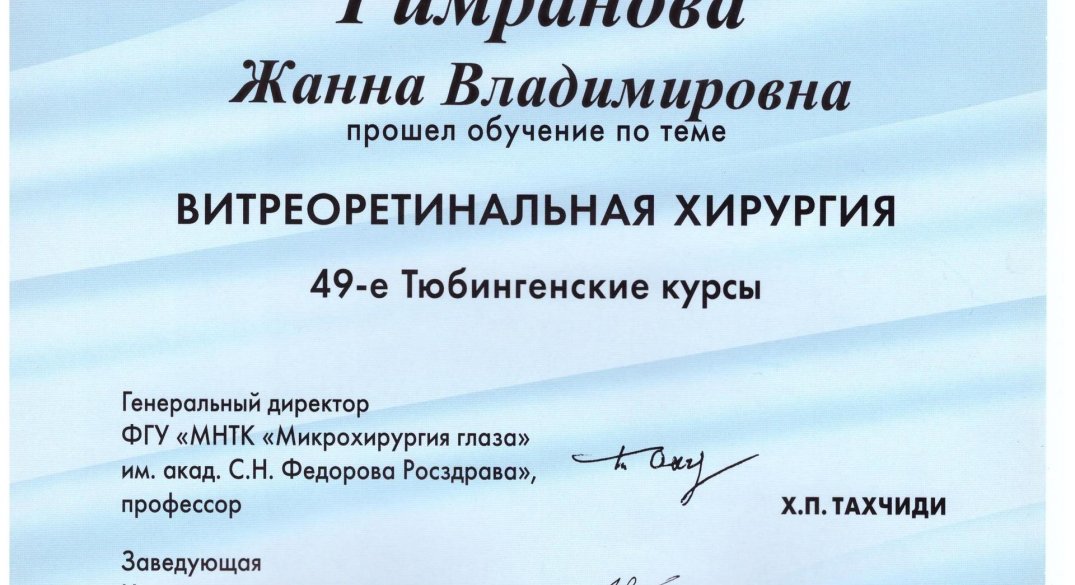 Жанна Владимировна
прошел обучение по теме
ВИТРЕОРЕТИНАЛЬНАЯ ХИРУРГИЯ
49-е Тюбингенские курсы
Генеральный директор
ФГУ «МНТК «Микрохирургия глаза»
им. акад. С.Н. Федорова Росздрава»,
профессор
Х.П. ТАХЧИДИ
Заведующая